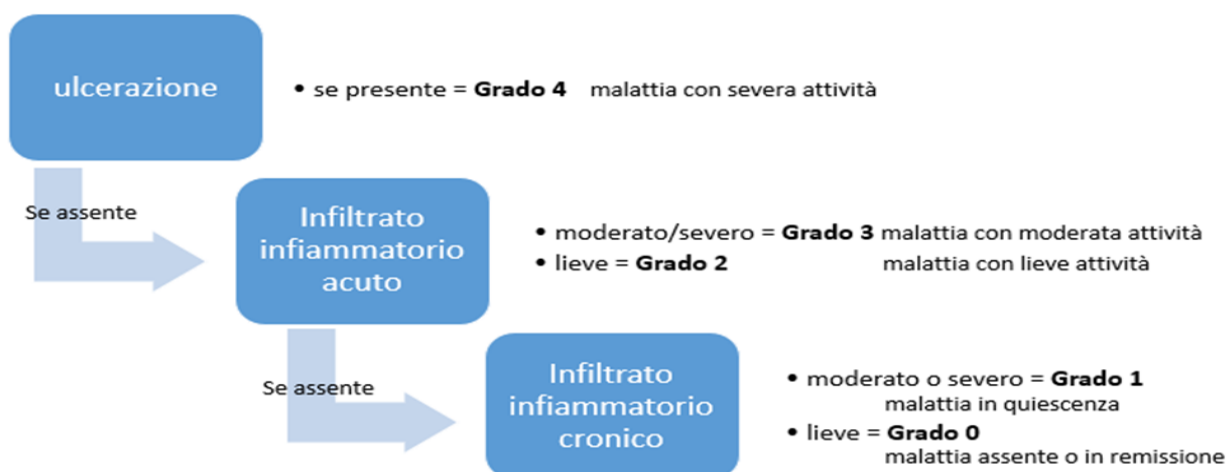 ulcerazione
• se presente = Grado 4 malattia con severa attività
Se assente
Infiltrato
infiammatorio
acuto
• moderato/severo = Grado 3 malattia con moderata attività
• lieve = Grado 2 malattia con lieve attività
Se assente
Infiltrato
infiammatorio
cronico
• moderato o severo = Grado 1
malattia in quiescenza
• lieve = Grado 0
malattia assente o in remissione